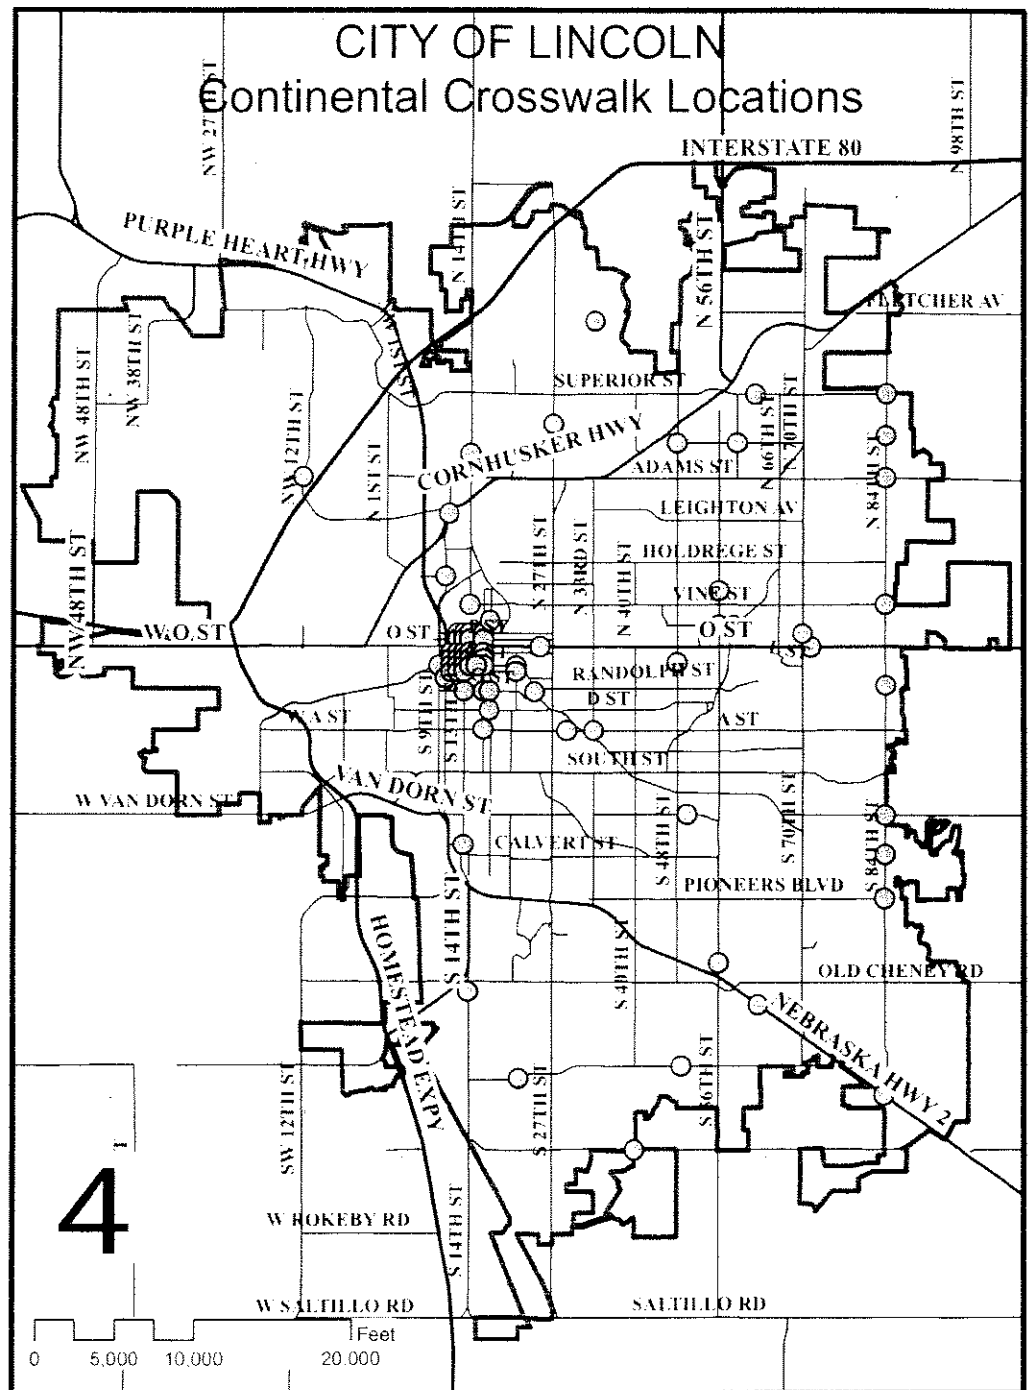 CITY OF LINCOLN
Continental Crosswalk Locations
NW 27TH ST
N 98TH ST
INTERSTATE 80
N 14TH ST
PURPLE HEART HWY
N 56TH ST
FLETCHER AV
NW 38TH ST
NW 48TH ST
SUPERIOR ST
NW 12TH ST
N 1ST ST
CORNHUSKER HWY
N 66TH ST
N 70TH ST
ADAMS ST
N 84TH ST
LEIGHTON AV
NW 48TH ST
N 27TH ST
N 33RD ST
N 40TH ST
HOLDREGE ST
VINE ST
W O ST
O ST
O ST
RANDOLPH ST
D ST
W A ST
S 9TH ST
S 13TH ST
A ST
SOUTH ST
VAN DORN ST
W VAN DORN ST
CALVERT ST
S 48TH ST
S 70TH ST
S 84TH ST
PIONEERS BLVD
S 14TH ST
HOMESTEAD EXPY
S 40TH ST
OLD CHENEY RD
NEBRASKA HWY 2
SW 12TH ST
S 27TH ST
S 56TH ST
4
W ROKEBY RD
S 14TH ST
W SALTILLO RD
SALTILLO RD
Feet
0 5,000 10,000 20,000